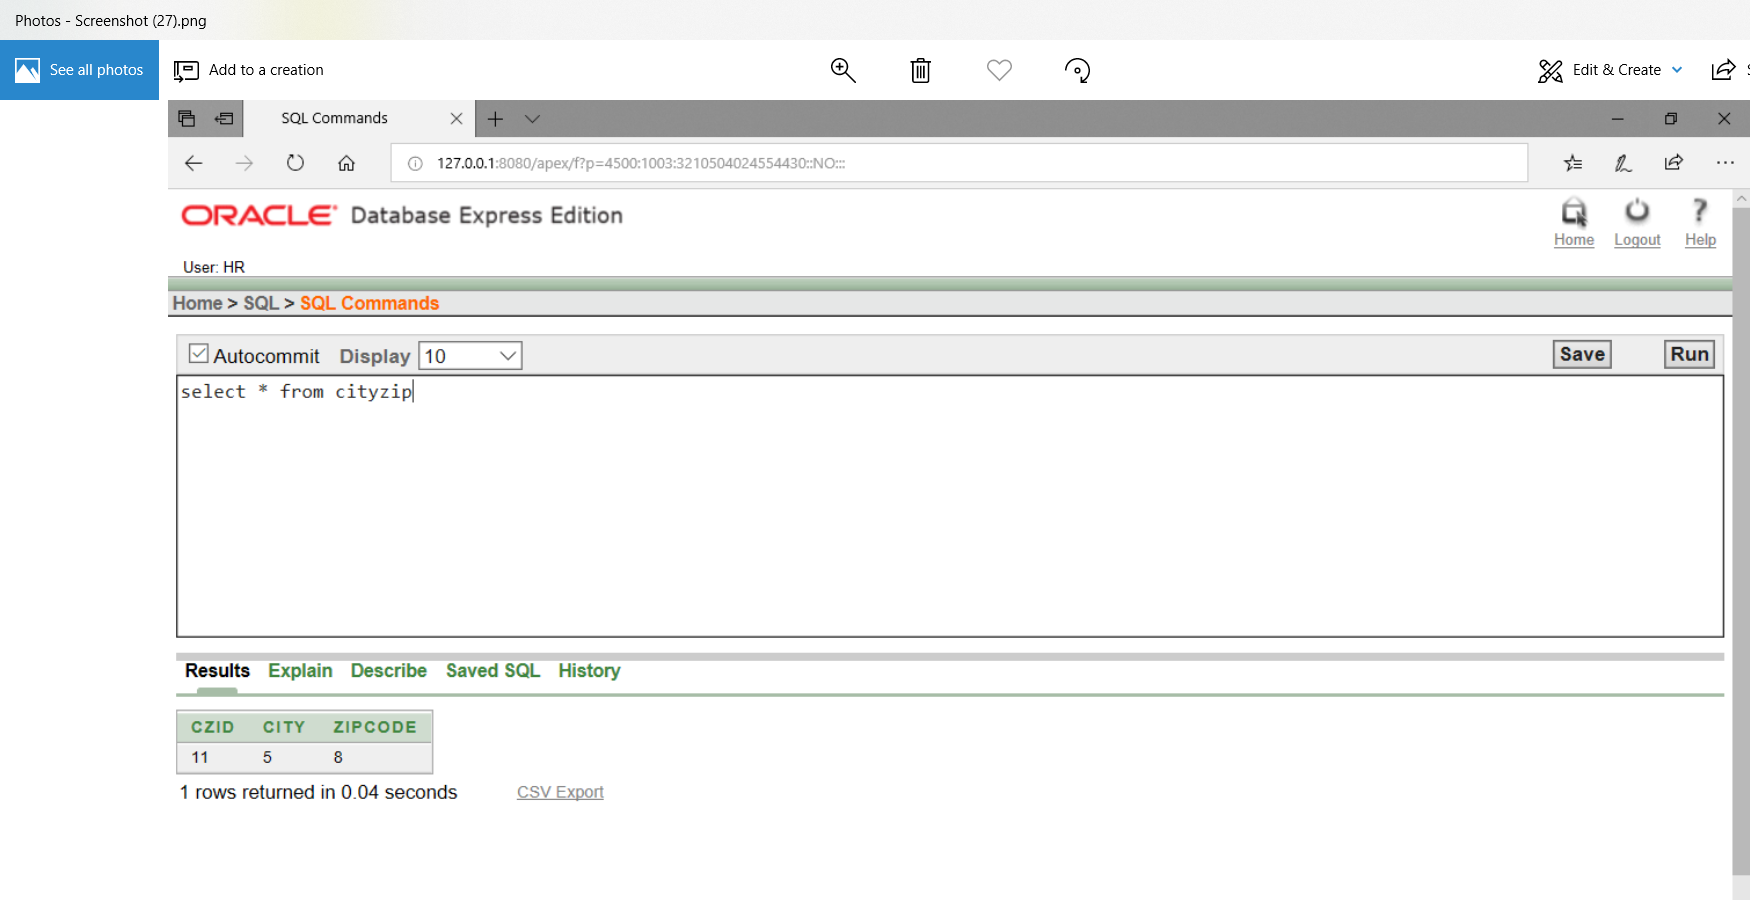 Photos - Screenshot (27).png
See all photos
Add to a creation
Edit & Create
SQL Commands
127.0.0.1:8080/apex/f?p=4500:1003:3210504024554430::NO:::
ORACLE Database Express Edition
Home Logout Help
User: HR
Home > SQL > SQL Commands
Autocommit Display 10
Save Run
select * from cityzip
Results Explain Describe Saved SQL History
CZID CITY ZIPCODE
11 5 8
1 rows returned in 0.04 seconds CSV Export